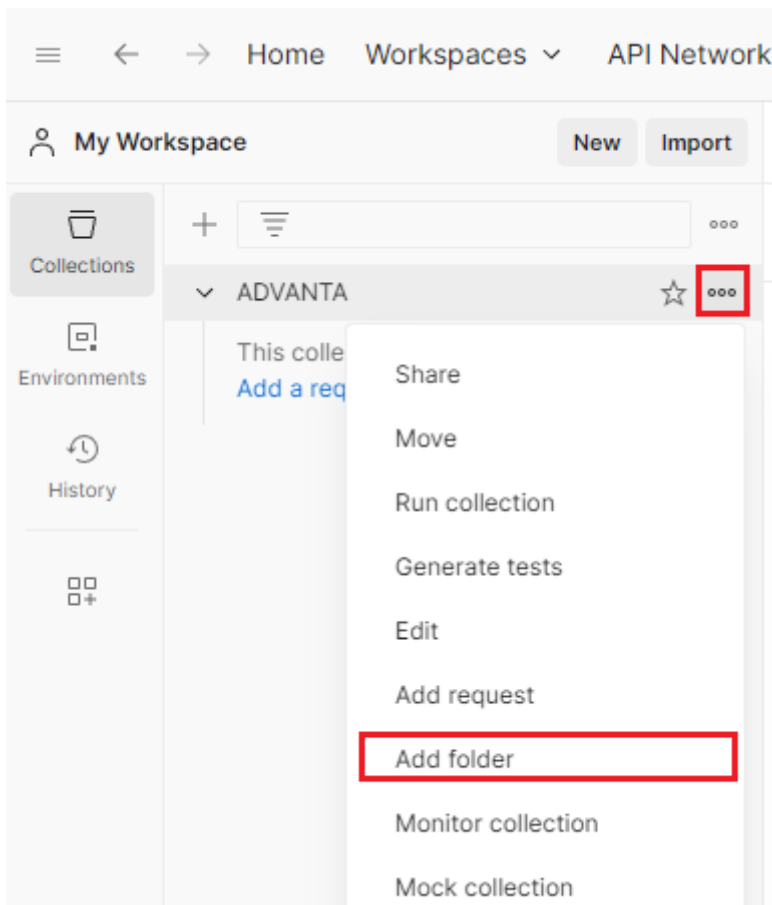 Home Workspaces API Network
My Workspace New Import
Collections
ADVANTA
This colle
Add a req
Environments
History
Share
Move
Run collection
Generate tests
Edit
Add request
Add folder
Monitor collection
Mock collection